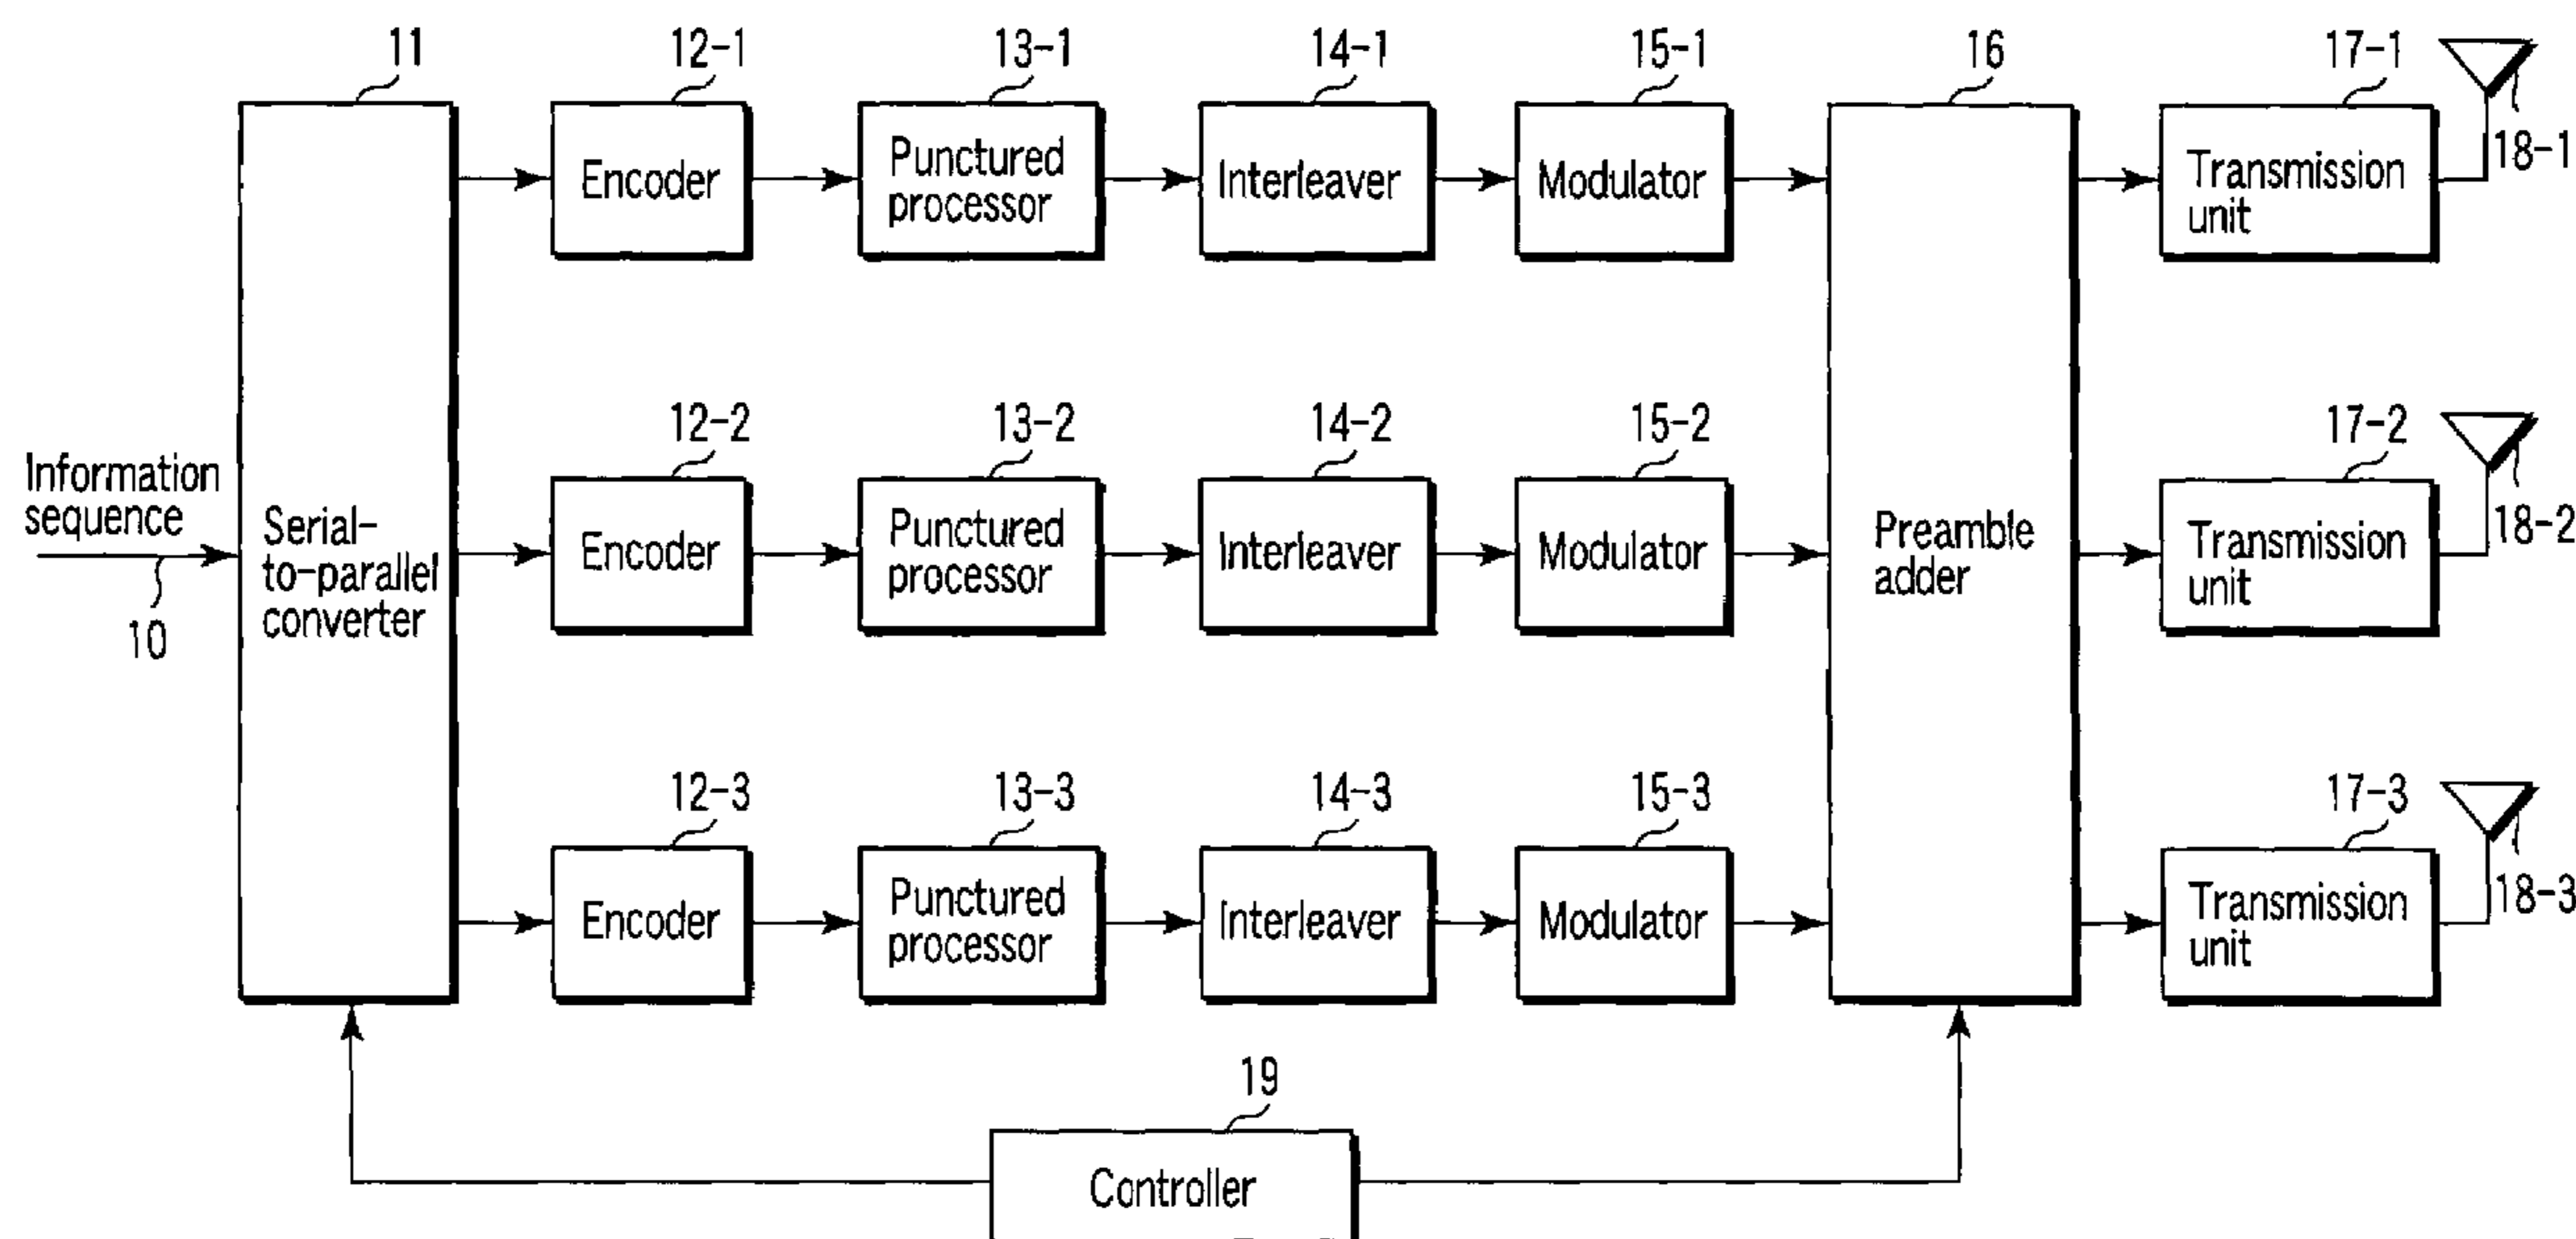 11
12-1
13-1
14-1
15-1
16
17-1
18-1
Encoder
Punctured
processor
Interleaver
Modulator
Transmission
unit
12-2
13-2
14-2
15-2
17-2
18-2
Information
sequence
10
Serial-
to-parallel
converter
Encoder
Punctured
processor
Interleaver
Modulator
Preamble
adder
Transmission
unit
12-3
13-3
14-3
15-3
17-3
18-3
Encoder
Punctured
processor
Interleaver
Modulator
Transmission
unit
19
Controller